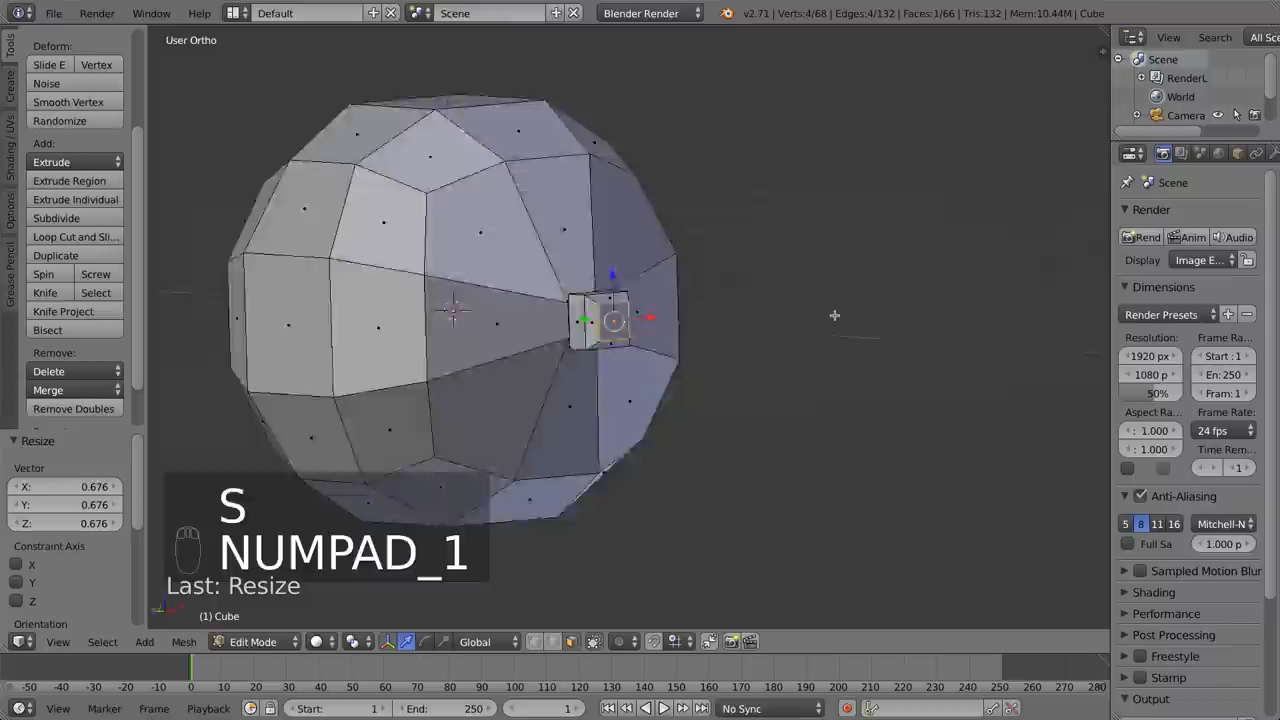 File Render Window Help Default Scene Blender Render v2.71 | Verts:4/68 | Edges:4/132 | Faces:1/66 | Tris:132 | Mem:10.44M | Cube
Tools
Create
Shading / UVs
Options
Grease Pencil
Deform:
Slide E Vertex
Noise
Smooth Vertex
Randomize
Add:
Extrude
Extrude Region
Extrude Individual
Subdivide
Loop Cut and Sli...
Duplicate
Spin Screw
Knife Select
Knife Project
Bisect
Remove:
Delete
Merge
Remove Doubles
Resize
Vector
X: 0.676
Y: 0.676
Z: 0.676
Constraint Axis
X
Y
Z
Orientation
User Ortho
S
NUMPAD_1
Last: Resize
(1) Cube
View Select Add Mesh Edit Mode Global
View Search All Sce
Scene
RenderL
World
Camera
Scene
Render
Rend Anim Audio
Display Image E...
Dimensions
Render Presets
Resolution: Frame Ra...
1920 px Start : 1
1080 p En: 250
50% Fram: 1
Aspect Ra... Frame Rate:
: 1.000 24 fps
: 1.000 Time Rem...
1
Anti-Aliasing
5 8 11 16 Mitchell-N
Full Sa 1.000 p
Sampled Motion Blur
Shading
Performance
Post Processing
Freestyle
Stamp
Output
-50 -40 -30 -20 -10 0 10 20 30 40 50 60 70 80 90 100 110 120 130 140 150 160 170 180 190 200 210 220 230 240 250 260 270 280
View Marker Frame Playback Start: 1 End: 250 1 No Sync